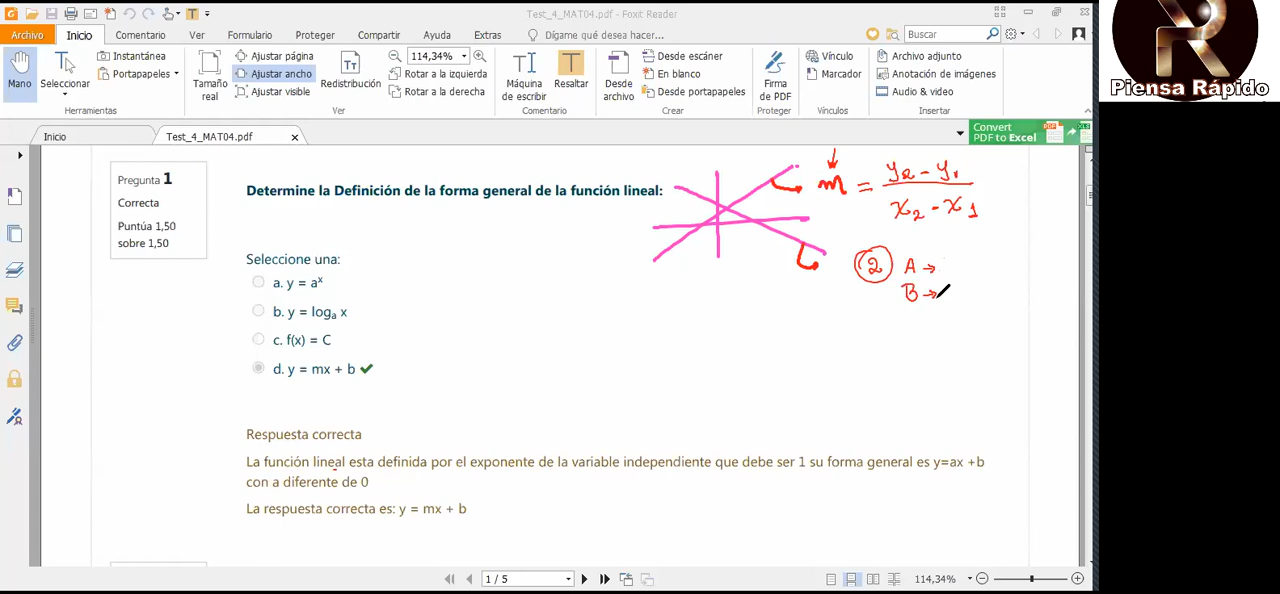 Test_4_MAT04.pdf - Foxit Reader
Archivo Inicio Comentario Ver Formulario Proteger Compartir Ayuda Extras Dígame qué desea hacer... Buscar
Mano
Seleccionar
Instantánea
Portapapeles
Herramientas
Tamaño real
Ajustar página
Ajustar ancho
Ajustar visible
Redistribución
114,34%
Rotar a la izquierda
Rotar a la derecha
Ver
Máquina de escribir
Resaltar
Comentario
Desde archivo
Desde escáner
En blanco
Desde portapapeles
Crear
Firma de PDF
Proteger
Vínculo
Marcador
Vínculos
Archivo adjunto
Anotación de imágenes
Audio & video
Insertar
R
Piensa Rápido
Inicio
Test_4_MAT04.pdf
Convert
PDF to Excel
Pregunta 1
Correcta
Puntúa 1,50
sobre 1,50
Determine la Definición de la forma general de la función lineal:
m = y2 - y1
x2 - x1
2 A →
B →
Seleccione una:
a. y = aˣ
b. y = logₐ x
c. f(x) = C
d. y = mx + b
Respuesta correcta
La función lineal esta definida por el exponente de la variable independiente que debe ser 1 su forma general es y=ax +b
con a diferente de 0
La respuesta correcta es: y = mx + b
1 / 5
114,34%